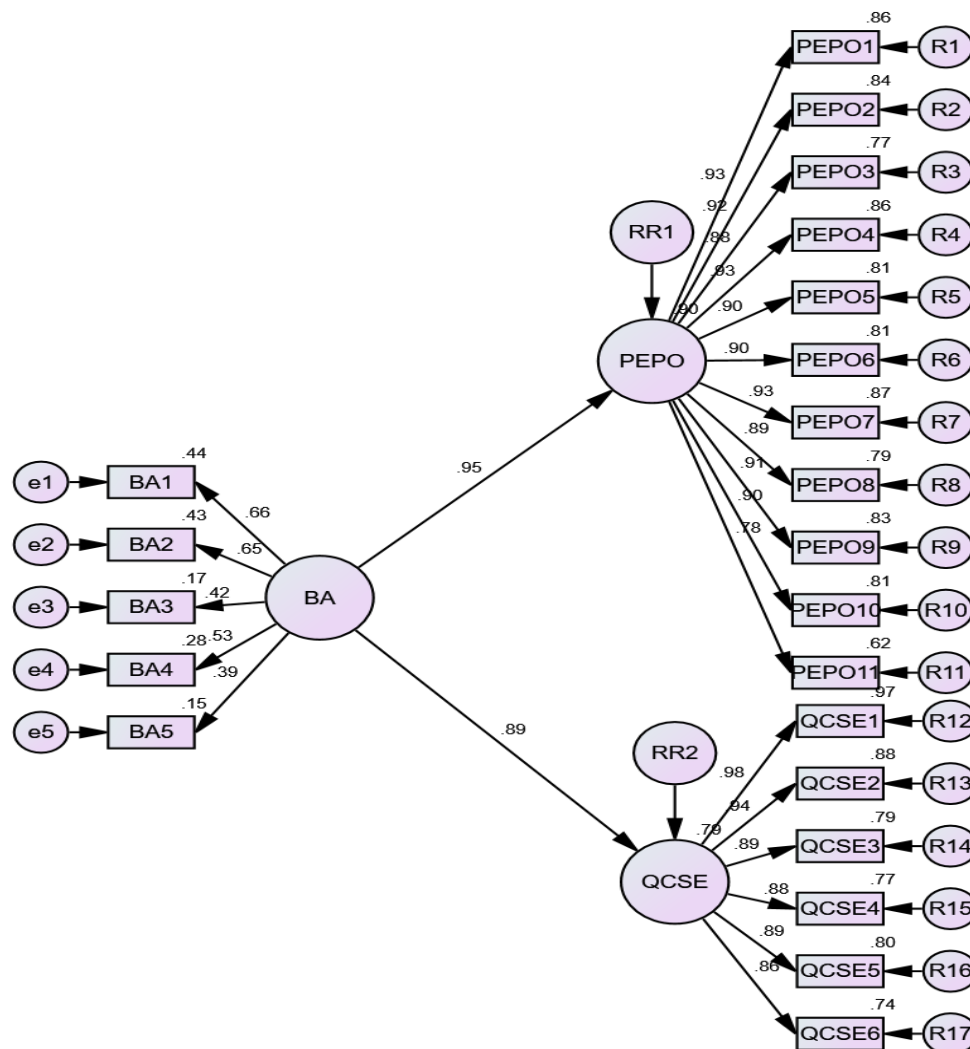 .86
PEPO1
R1
.84
PEPO2
R2
.77
PEPO3
R3
.86
PEPO4
R4
.81
PEPO5
R5
.81
PEPO6
R6
.87
PEPO7
R7
.79
PEPO8
R8
.83
PEPO9
R9
.81
PEPO10
R10
.62
PEPO11
R11
.93
.92
.88
.93
.90
.90
.93
.89
.91
.90
.78
RR1
.90
PEPO
.95
.44
e1
BA1
.66
.43
e2
BA2
.65
.17
e3
BA3
.42
.28
e4
BA4
.53
.15
e5
BA5
.39
BA
.89
RR2
.79
QCSE
.98
.94
.89
.88
.89
.86
.97
QCSE1
R12
.88
QCSE2
R13
.79
QCSE3
R14
.77
QCSE4
R15
.80
QCSE5
R16
.74
QCSE6
R17